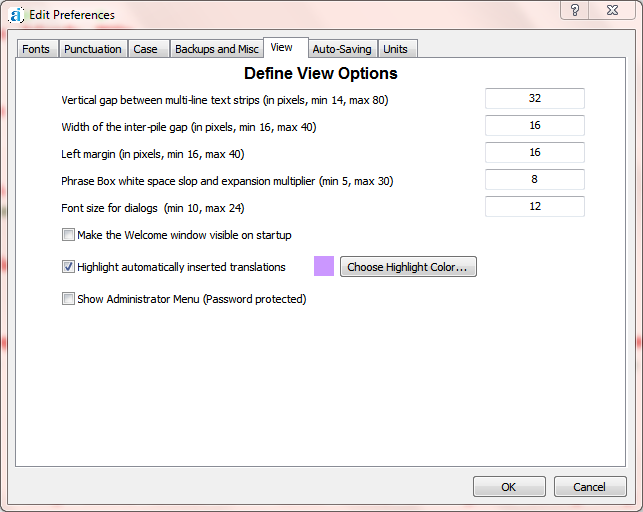 Edit Preferences
?
Fonts Punctuation Case Backups and Misc View Auto-Saving Units
Define View Options
Vertical gap between multi-line text strips (in pixels, min 14, max 80) 32
Width of the inter-pile gap (in pixels, min 16, max 40) 16
Left margin (in pixels, min 16, max 40) 16
Phrase Box white space slop and expansion multiplier (min 5, max 30) 8
Font size for dialogs (min 10, max 24) 12
Make the Welcome window visible on startup
Highlight automatically inserted translations Choose Highlight Color...
Show Administrator Menu (Password protected)
OK Cancel